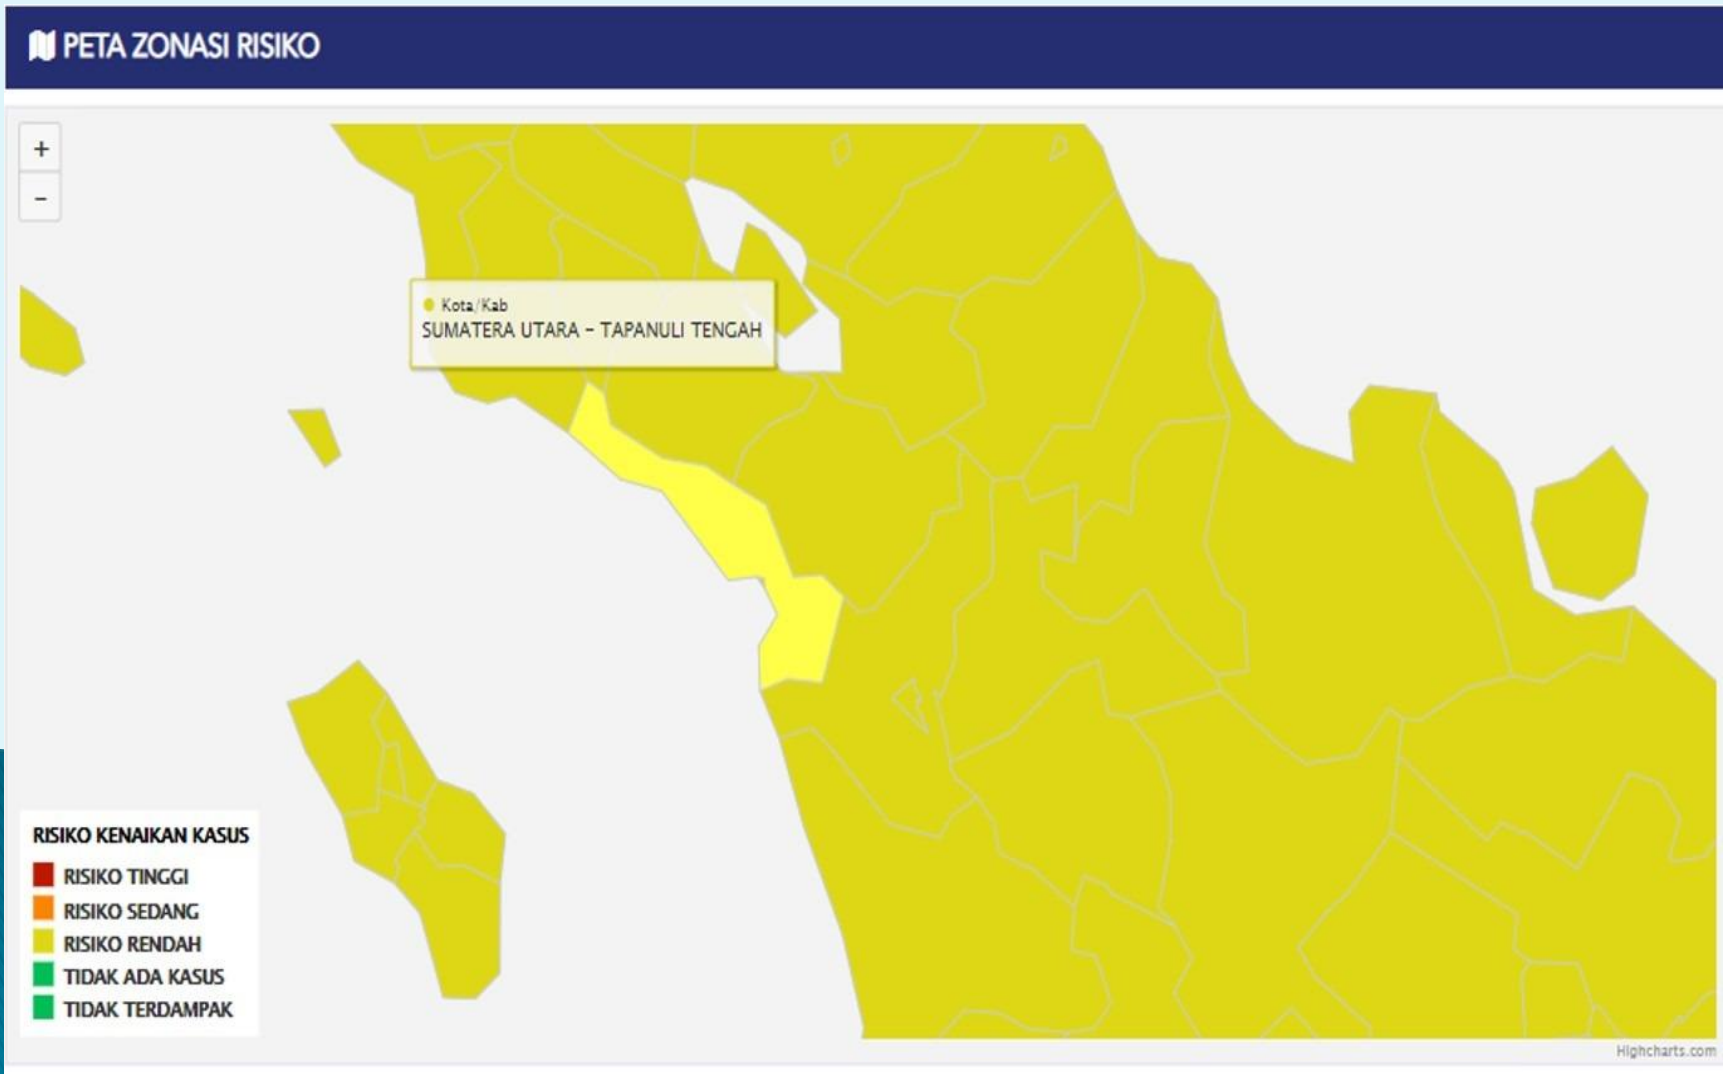 PETA ZONASI RISIKO
+
-
Kota/Kab
SUMATERA UTARA - TAPANULI TENGAH
RISIKO KENAIKAN KASUS
RISIKO TINGGI
RISIKO SEDANG
RISIKO RENDAH
TIDAK ADA KASUS
TIDAK TERDAMPAK
Highcharts.com